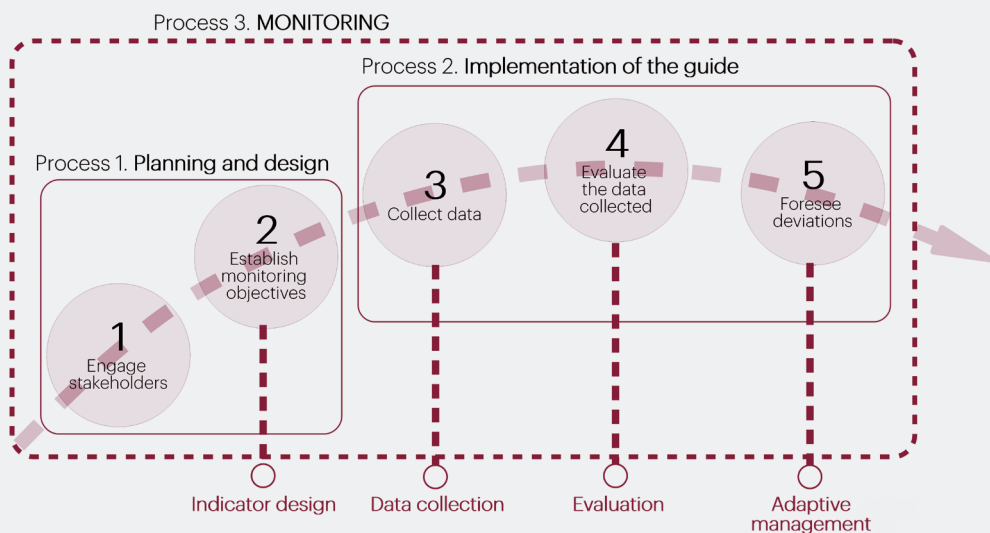 Process 3. MONITORING
Process 2. Implementation of the guide
Process 1. Planning and design
1
Engage
stakeholders
2
Establish
monitoring
objectives
3
Collect data
4
Evaluate
the data
collected
5
Foresee
deviations
Indicator design
Data collection
Evaluation
Adaptive
management